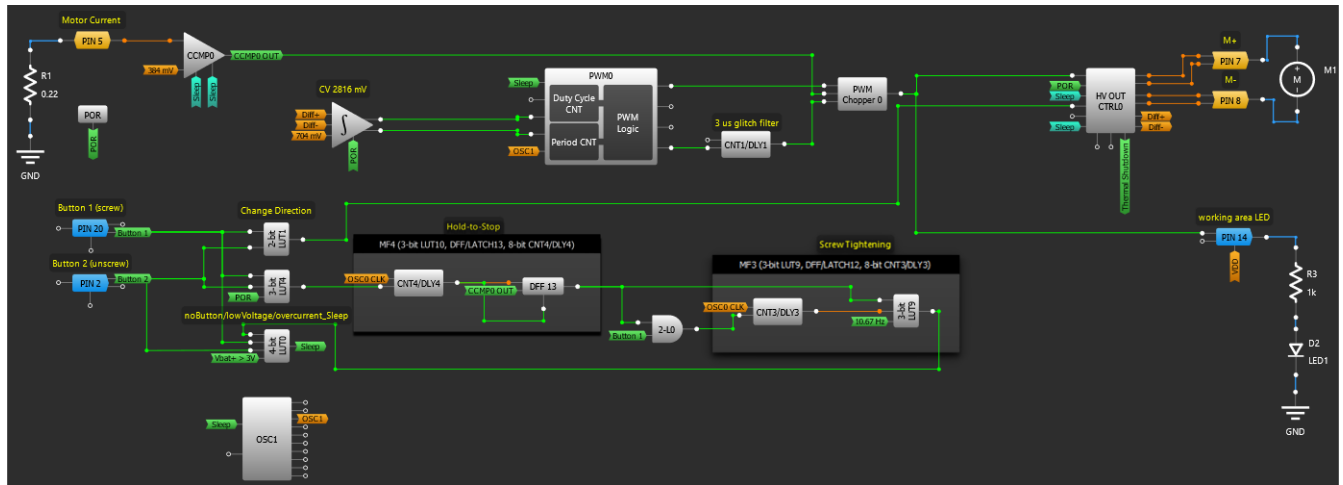 Motor Current
PIN 5
R1
0.22
GND
384 mV
CCMP0
CCMP0 OUT
Sleep
Sleep
POR
POR
CV 2816 mV
Diff+
Diff-
704 mV
∫
POR
PWM0
Sleep
Duty Cycle
CNT
Period CNT
PWM
Logic
OSC1
3 us glitch filter
CNT1/DLY1
PWM
Chopper 0
HV OUT
CTRL0
POR
Sleep
Sleep
Diff+
Diff-
Thermal Shutdown
M+
PIN 7
M-
PIN 8
M1
+
M
-
Button 1 (screw)
PIN 20
Button 1
Button 2 (unscrew)
PIN 2
Button 2
Change Direction
2-bit
LUT1
3-bit
LUT4
POR
noButton/lowVoltage/overcurrent_Sleep
4-bit
LUT0
Vbat+ > 3V
Sleep
Hold-to-Stop
MF4 (3-bit LUT10, DFF/LATCH13, 8-bit CNT4/DLY4)
OSC0 CLK
CNT4/DLY4
CCMP0 OUT
DFF 13
Button 1
2-L0
Screw Tightening
MF3 (3-bit LUT9, DFF/LATCH12, 8-bit CNT3/DLY3)
OSC0 CLK
CNT3/DLY3
10.67 Hz
3-bit
LUT9
working area LED
PIN 14
VDD
R3
1k
D2
LED1
GND
Sleep
OSC1
OSC1